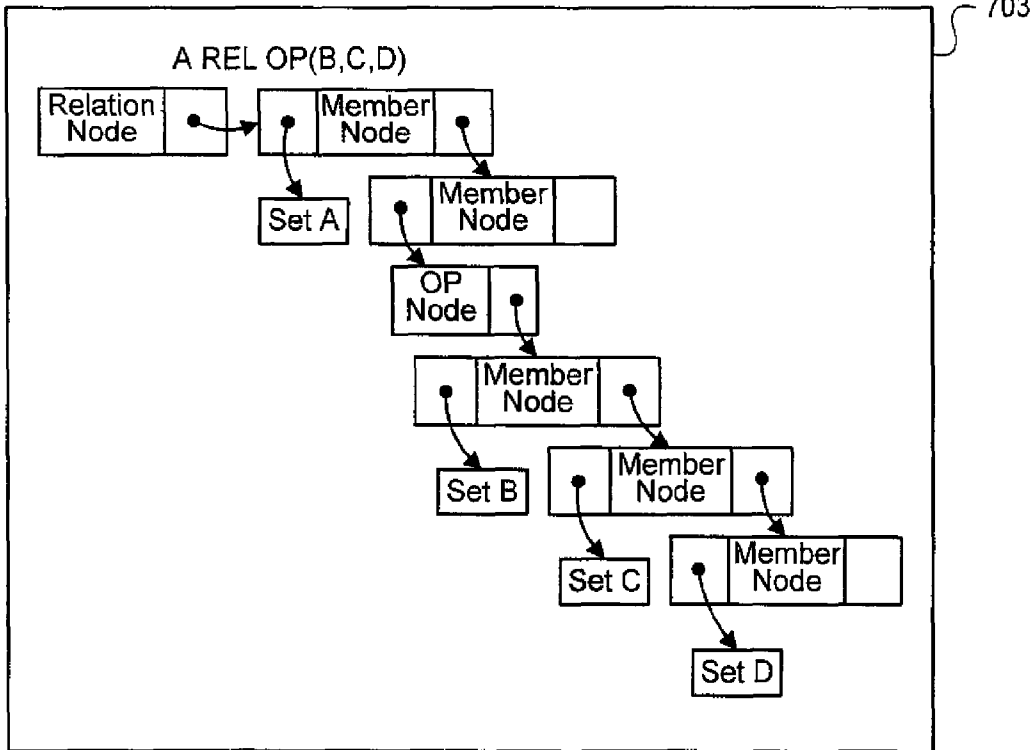 703
A REL OP(B,C,D)
Relation
Node
Member
Node
Set A
Member
Node
OP
Node
Member
Node
Set B
Member
Node
Set C
Member
Node
Set D